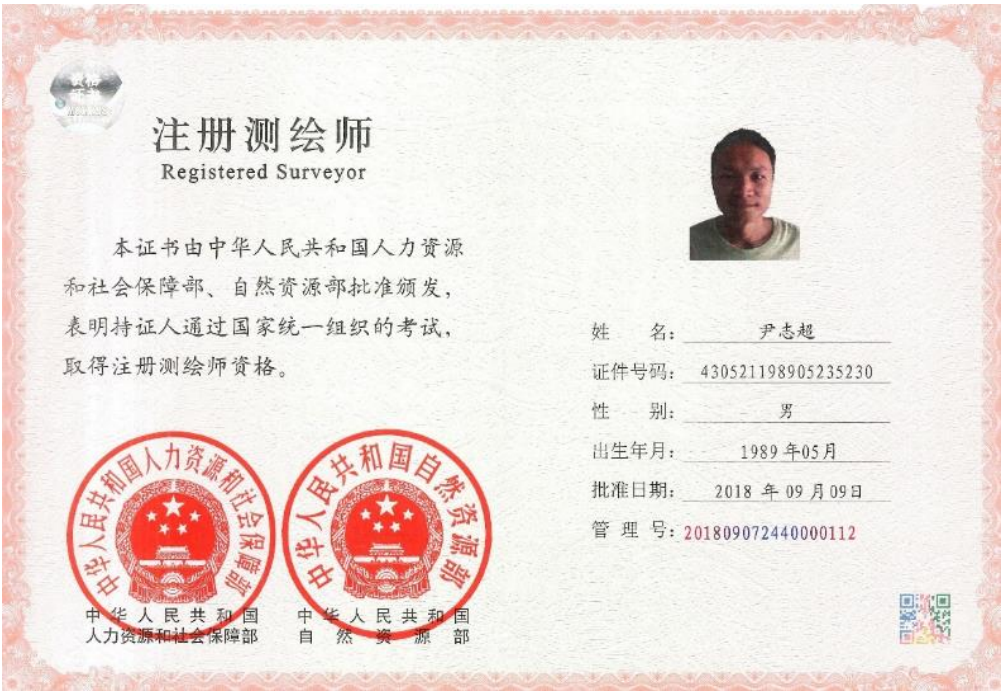 资格
证书
注册测绘师
Registered Surveyor
本证书由中华人民共和国人力资源
和社会保障部、自然资源部批准颁发，
表明持证人通过国家统一组织的考试，
取得注册测绘师资格。
中华人民共和国人力资源和社会保障部
中华人民共和国自然资源部
中华人民共和国
人力资源和社会保障部
中华人民共和国
自然资源部
姓 名：尹志超
证件号码：430521198905235230
性 别：男
出生年月：1989年05月
批准日期：2018年09月09日
管 理 号：201809072440000112